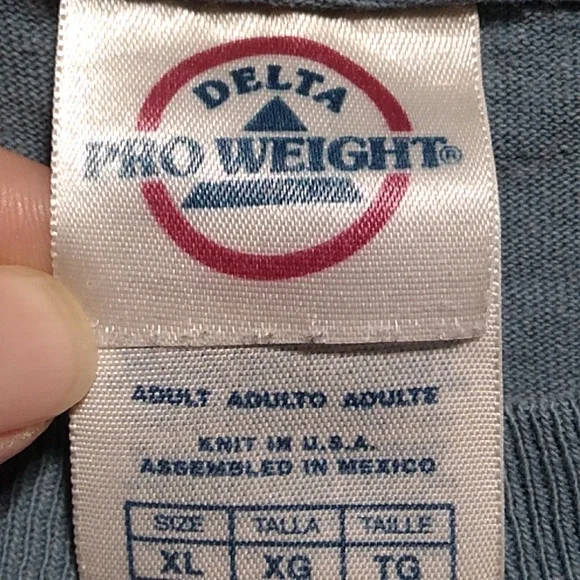 DELTA
PRO WEIGHT®
ADULT ADULTO ADULTE
KNIT IN U.S.A.
ASSEMBLED IN MEXICO
SIZE TALLA TAILLE
XL XG TG